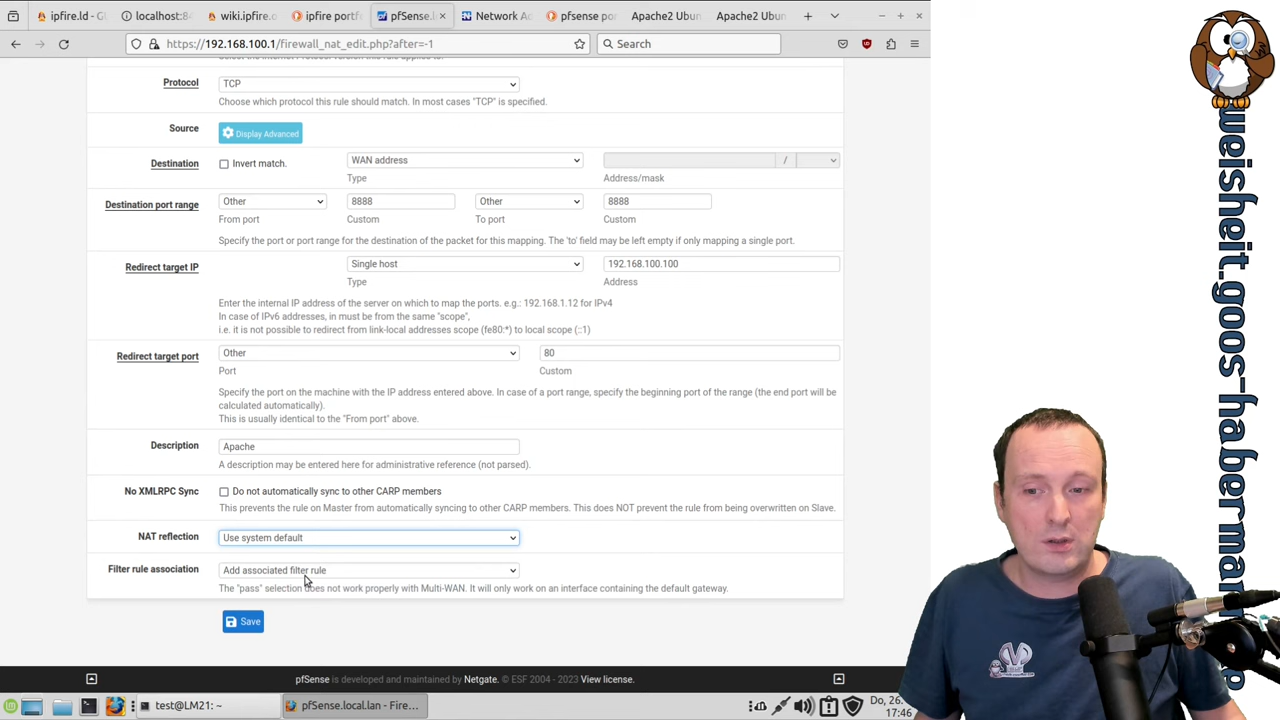 ipfire.ld -
localhost:84
wiki.ipfire.o
ipfire portf
pfSense.l
Network Ad
pfsense por
Apache2 Ubun
Apache2 Ubun
https://192.168.100.1/firewall_nat_edit.php?after=-1
Search
Protocol
TCP
Choose which protocol this rule should match. In most cases "TCP" is specified.
Source
Display Advanced
Destination
Invert match.
WAN address
/
Type
Address/mask
Destination port range
Other
8888
Other
8888
From port
Custom
To port
Custom
Specify the port or port range for the destination of the packet for this mapping. The 'to' field may be left empty if only mapping a single port.
Redirect target IP
Single host
192.168.100.100
Type
Address
Enter the internal IP address of the server on which to map the ports. e.g.: 192.168.1.12 for IPv4
In case of IPv6 addresses, in must be from the same "scope",
i.e. it is not possible to redirect from link-local addresses scope (fe80:*) to local scope (::1)
Redirect target port
Other
80
Port
Custom
Specify the port on the machine with the IP address entered above. In case of a port range, specify the beginning port of the range (the end port will be
calculated automatically).
This is usually identical to the "From port" above.
Description
Apache
A description may be entered here for administrative reference (not parsed).
No XMLRPC Sync
Do not automatically sync to other CARP members
This prevents the rule on Master from automatically syncing to other CARP members. This does NOT prevent the rule from being overwritten on Slave.
NAT reflection
Use system default
Filter rule association
Add associated filter rule
The "pass" selection does not work properly with Multi-WAN. It will only work on an interface containing the default gateway.
Save
pfSense is developed and maintained by Netgate. © ESF 2004 - 2023 View license.
test@LM21: ~
pfSense.local.lan - Fire...
Do, 26.
17:46